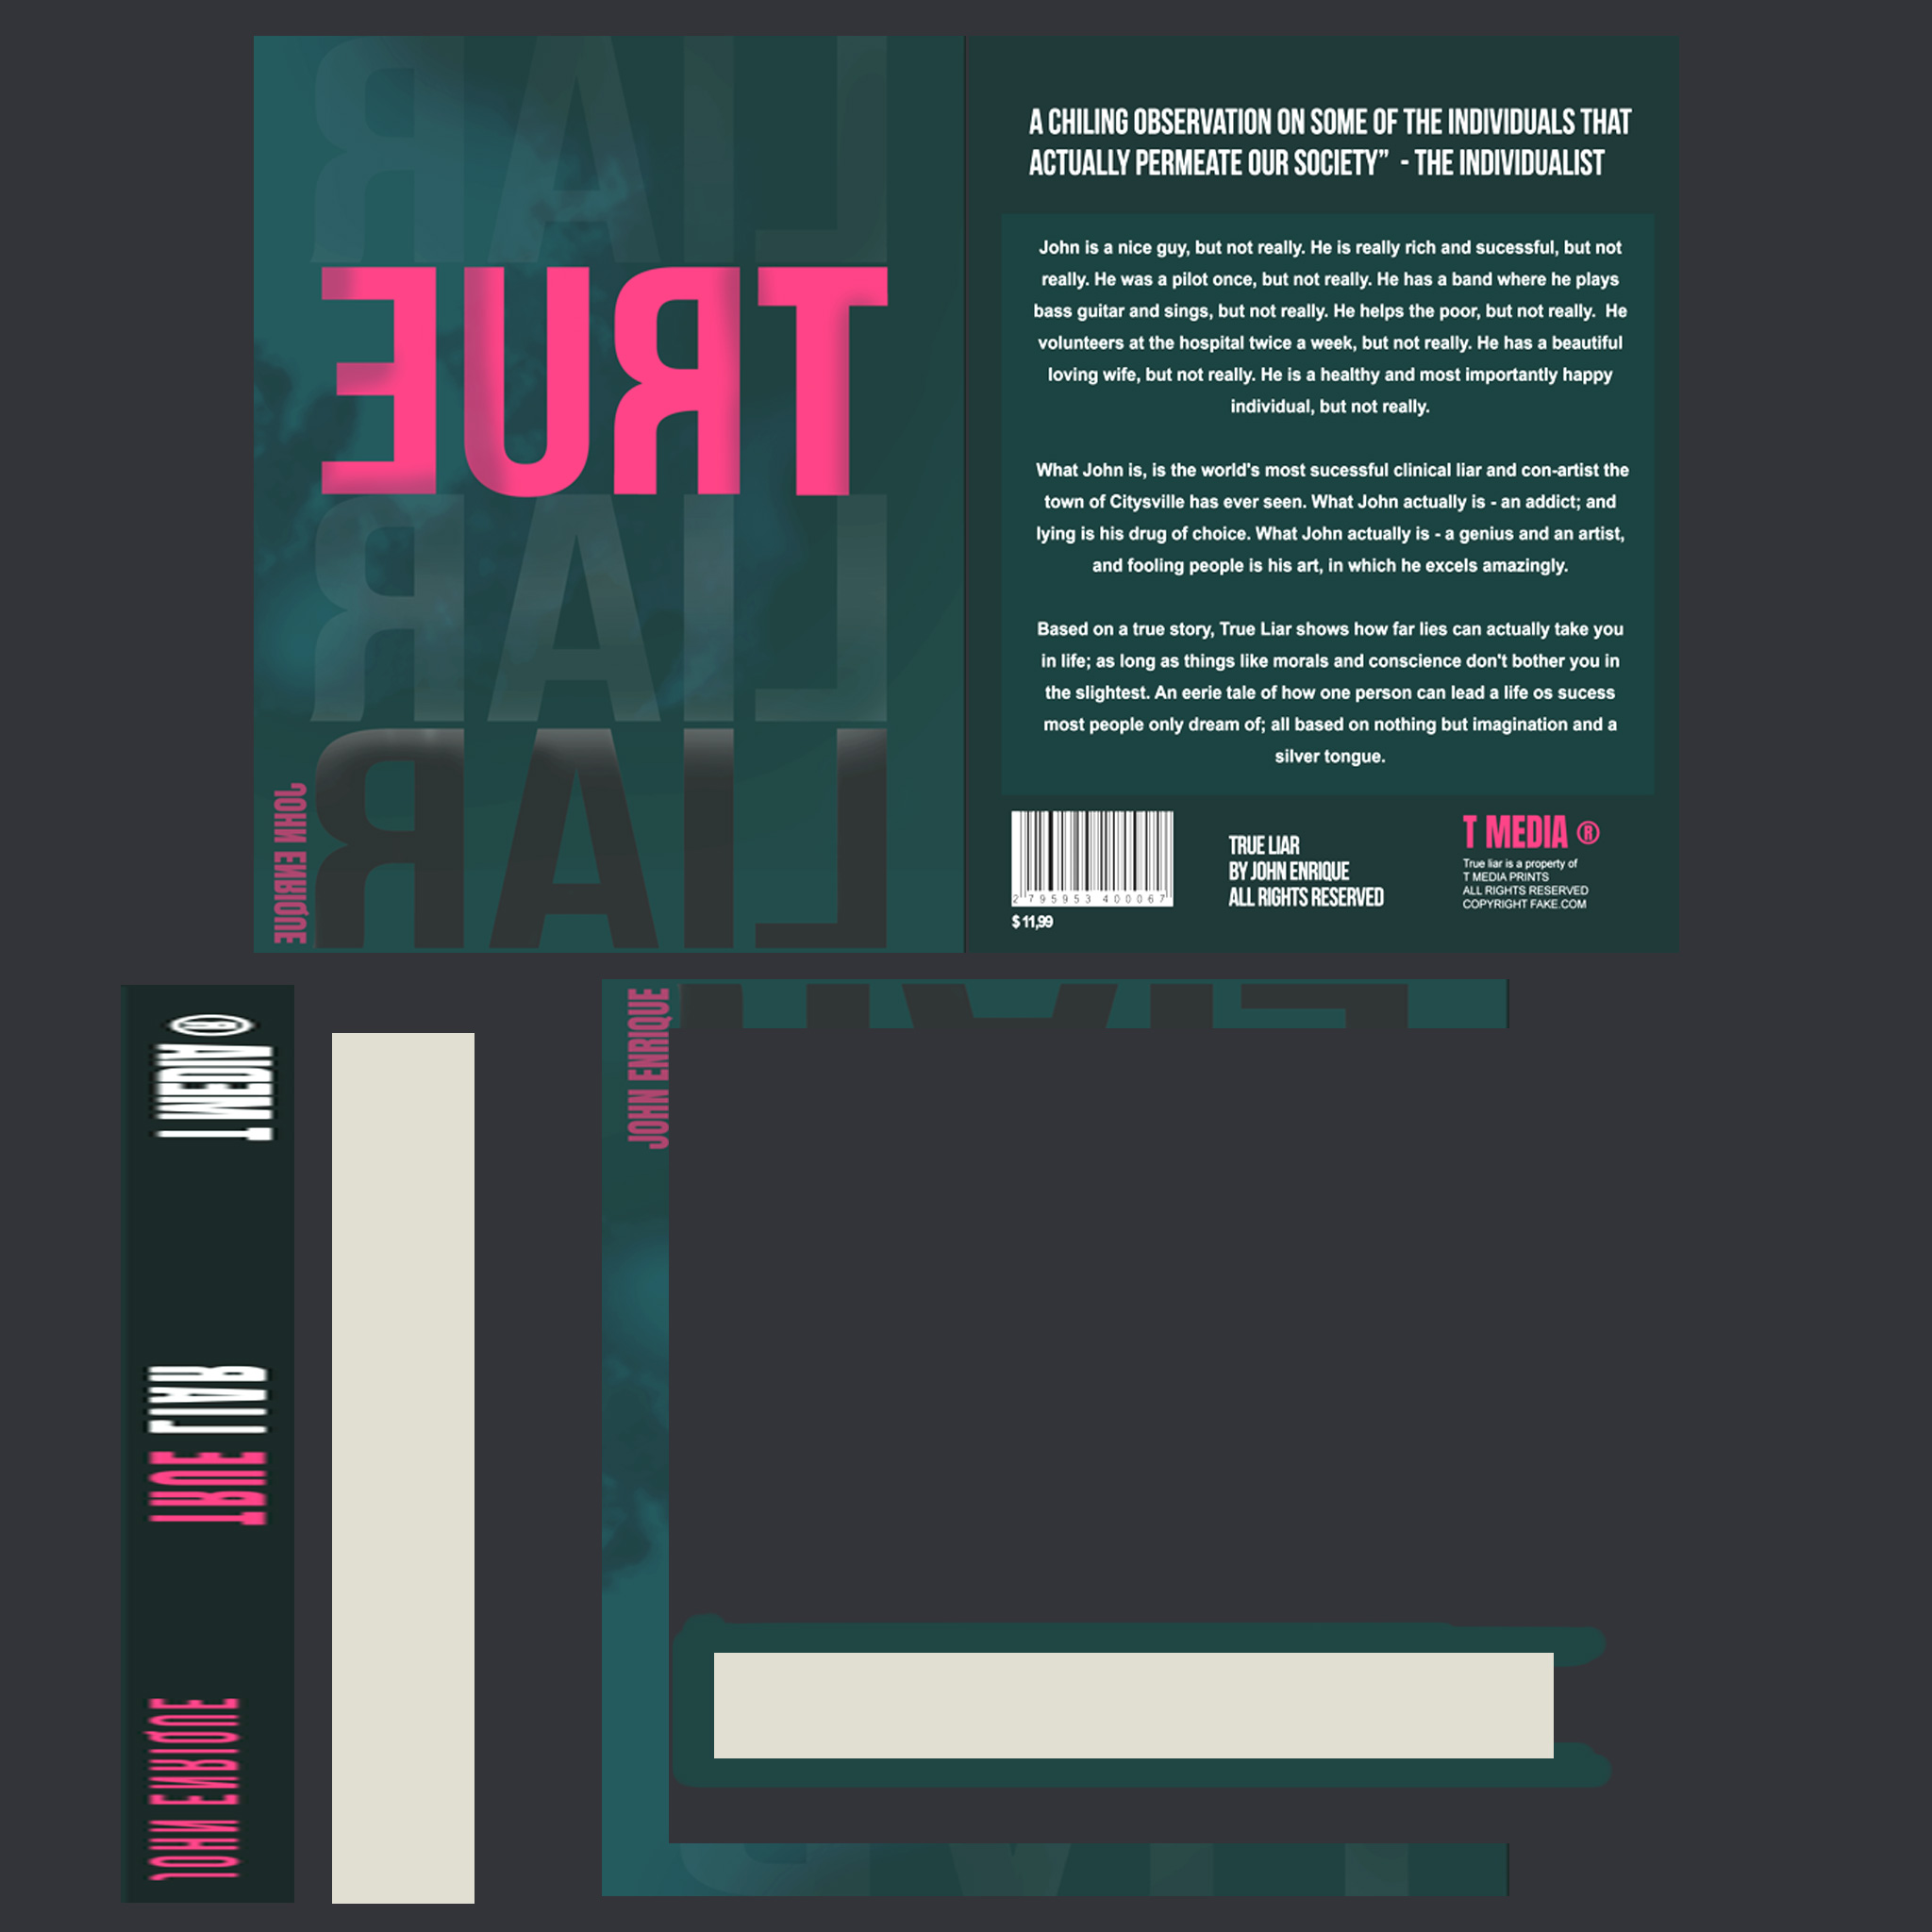 LIAR
TRUE
LIAR
LIAR
JOHN ENRIQUE
A CHILING OBSERVATION ON SOME OF THE INDIVIDUALS THAT
ACTUALLY PERMEATE OUR SOCIETY” - THE INDIVIDUALIST
John is a nice guy, but not really. He is really rich and sucessful, but not
really. He was a pilot once, but not really. He has a band where he plays
bass guitar and sings, but not really. He helps the poor, but not really. He
volunteers at the hospital twice a week, but not really. He has a beautiful
loving wife, but not really. He is a healthy and most importantly happy
individual, but not really.
What John is, is the world's most sucessful clinical liar and con-artist the
town of Citysville has ever seen. What John actually is - an addict; and
lying is his drug of choice. What John actually is - a genius and an artist,
and fooling people is his art, in which he excels amazingly.
Based on a true story, True Liar shows how far lies can actually take you
in life; as long as things like morals and conscience don't bother you in
the slightest. An eerie tale of how one person can lead a life os sucess
most people only dream of; all based on nothing but imagination and a
silver tongue.
2 795953 400067
$ 11,99
TRUE LIAR
BY JOHN ENRIQUE
ALL RIGHTS RESERVED
T MEDIA ®
True liar is a property of
T MEDIA PRINTS
ALL RIGHTS RESERVED
COPYRIGHT FAKE.COM
T MEDIA ®
TRUE LIAR
JOHN ENRIQUE
JOHN ENRIQUE